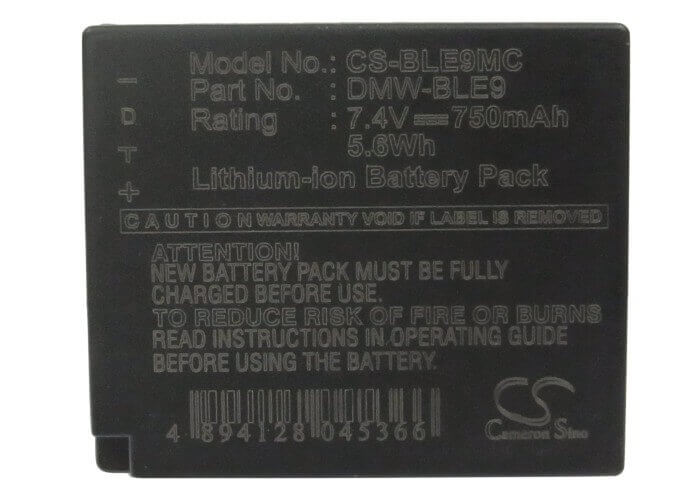 Model No.: CS-BLE9MC
Part No.: DMW-BLE9
Rating: 7.4V⎓750mAh
5.6Wh
Lithium-ion Battery Pack
CAUTION WARRANTY VOID IF LABEL IS REMOVED
ATTENTION!
NEW BATTERY PACK MUST BE FULLY
CHARGED BEFORE USE.
TO REDUCE RISK OF FIRE OR BURNS
READ INSTRUCTIONS IN OPERATING GUIDE
BEFORE USING THE BATTERY.
4 894128 045366
CS
Cameron Sino
− D T +